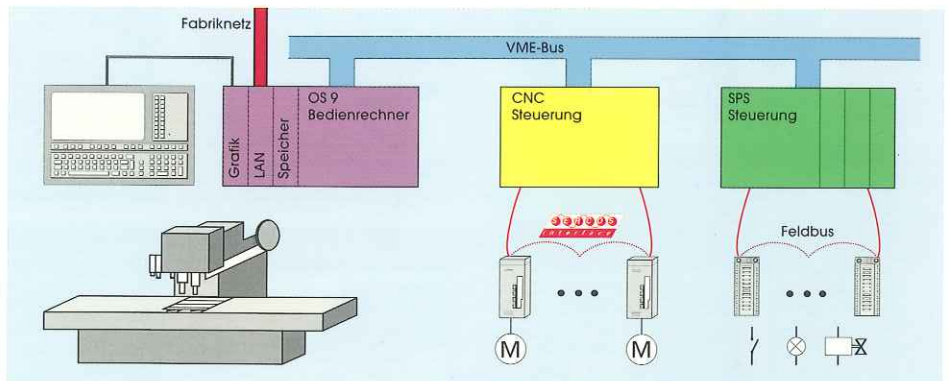 Fabriknetz
VME-Bus
OS 9
Bedienrechner
Grafik
LAN
Speicher
CNC
Steuerung
SPS
Steuerung
SERCOS
interface
Feldbus
M
M